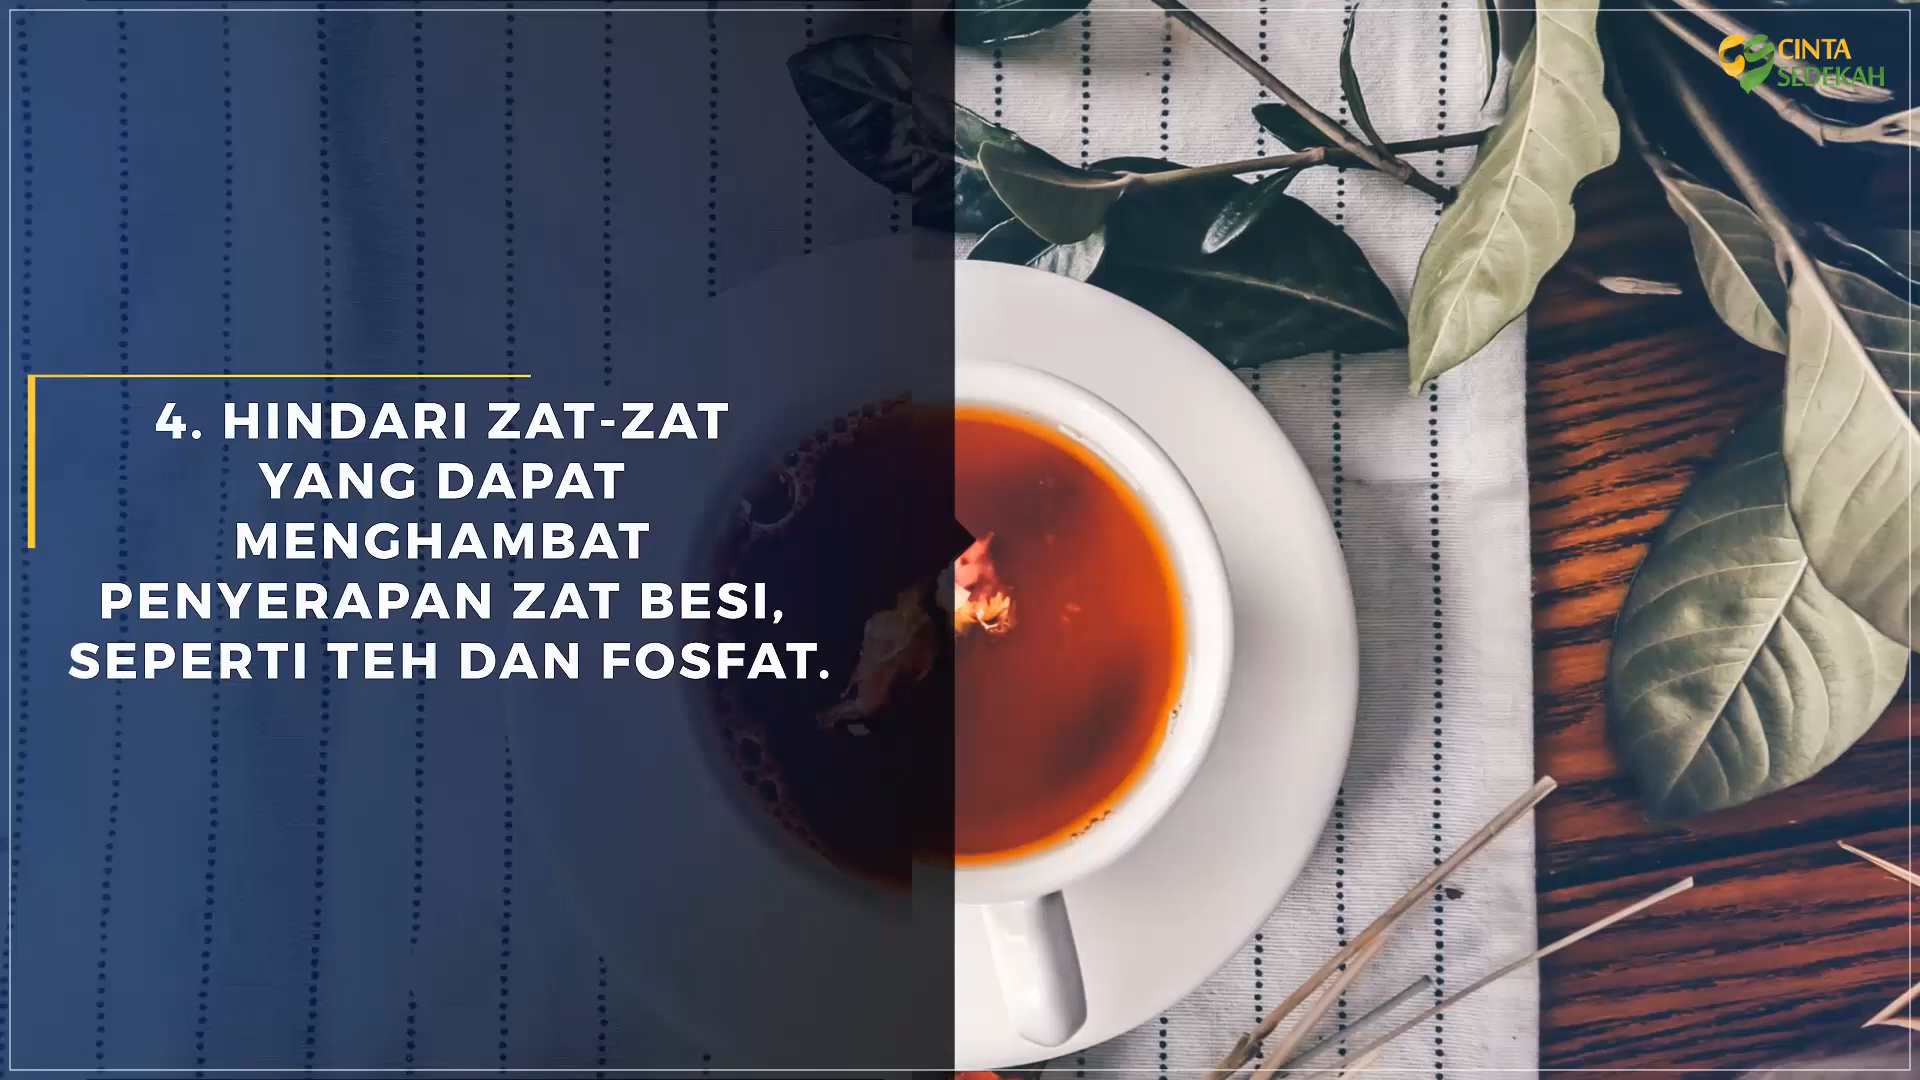 CINTA
SEDEKAH
4. HINDARI ZAT-ZAT
YANG DAPAT
MENGHAMBAT
PENYERAPAN ZAT BESI,
SEPERTI TEH DAN FOSFAT.